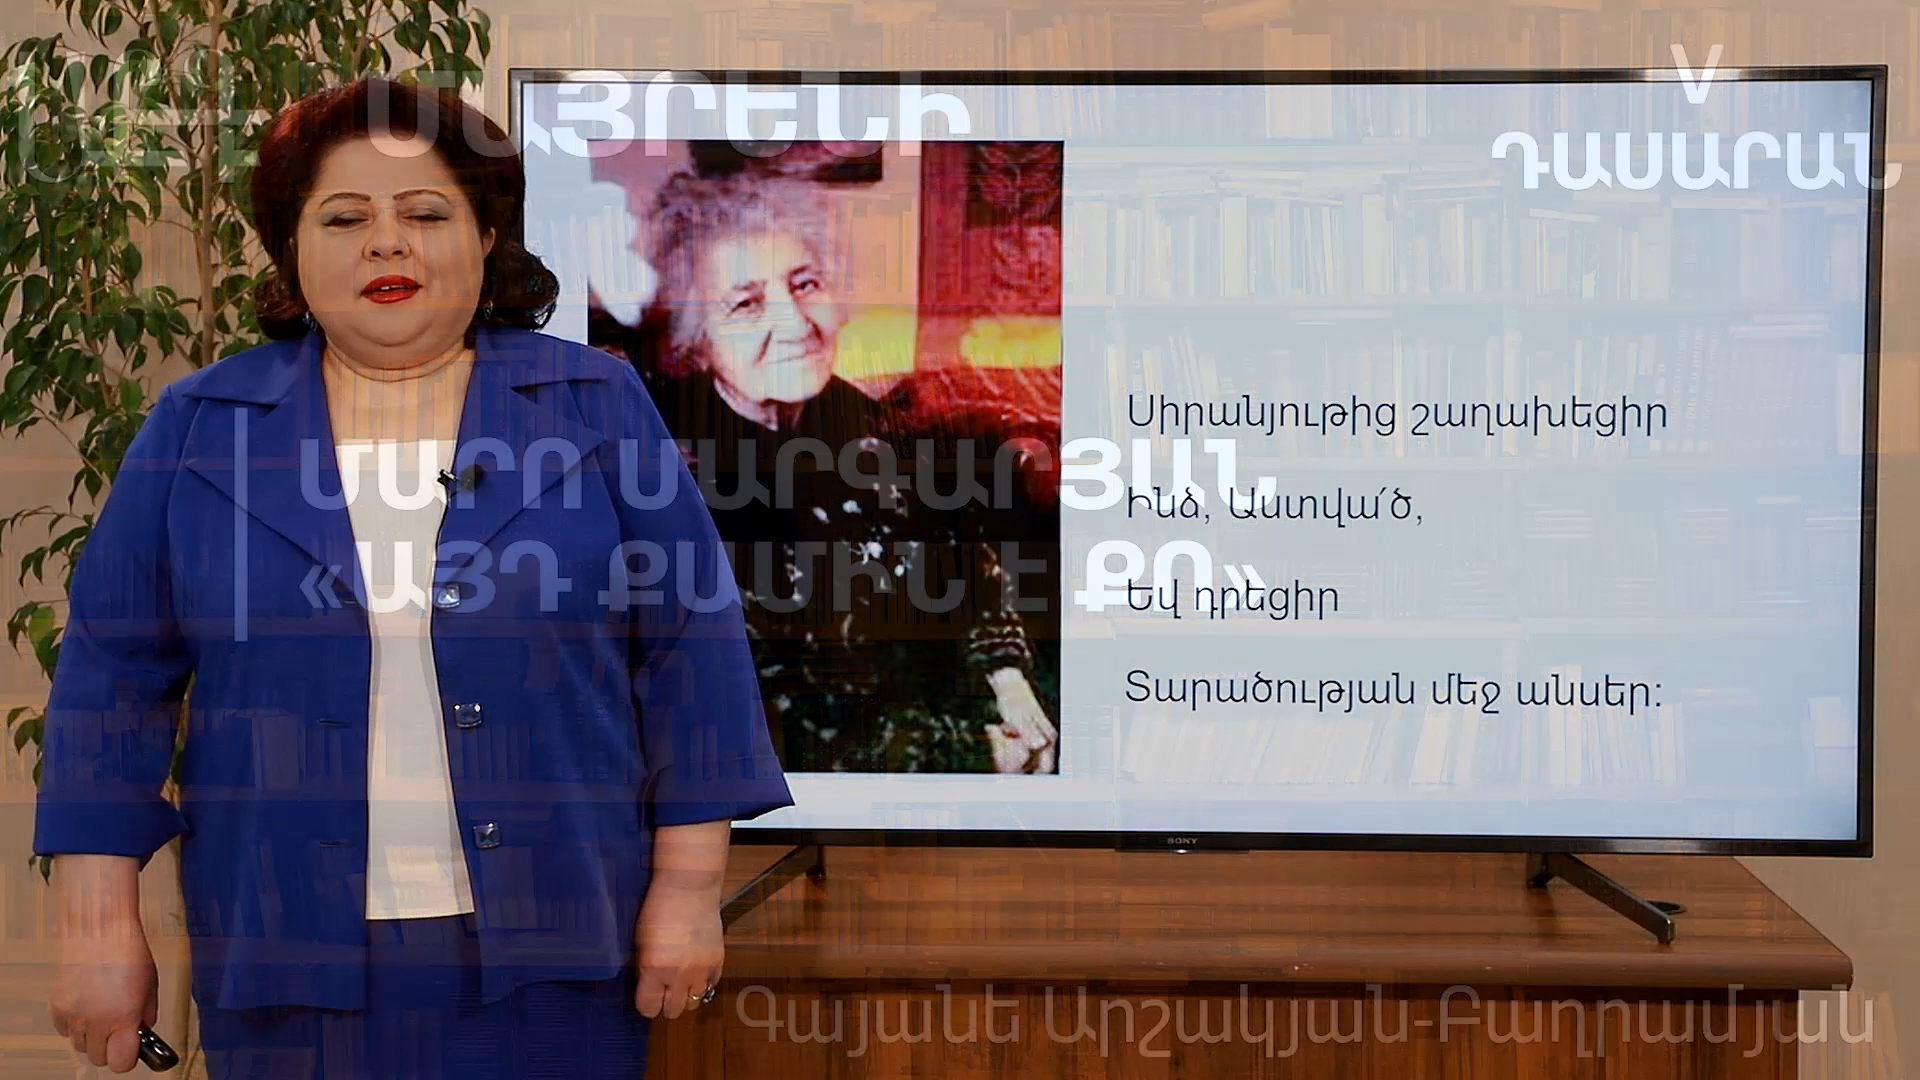 ՄԱՅՐԵՆԻ
V
ԴԱՍԱՐԱՆ
ՄԱՐՈ ՄԱՐԳԱՐՅԱՆ
«ԱՅԴ ՔԱՄԻՆ Է ՔՈ»
Սիրանյութից շաղախեցիր
Ինձ, Աստվա՛ծ,
Եվ դրեցիր
Տարածության մեջ անսեր:
SONY
Գայանե Արշակյան-Բաղրամյան